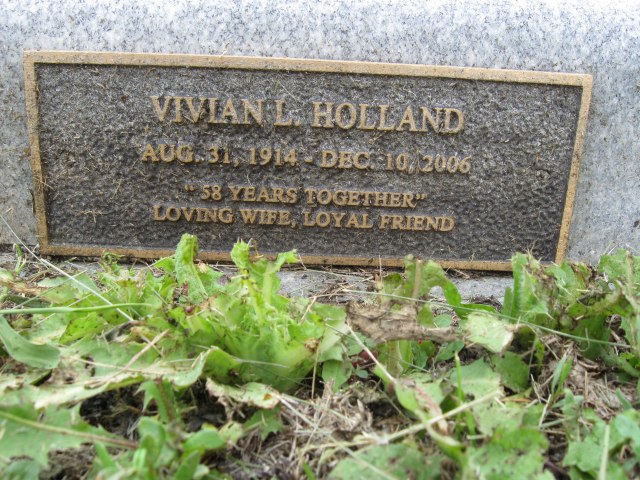 VIVIAN L. HOLLAND
AUG. 31, 1914 - DEC. 10, 2006
"58 YEARS TOGETHER"
LOVING WIFE, LOYAL FRIEND